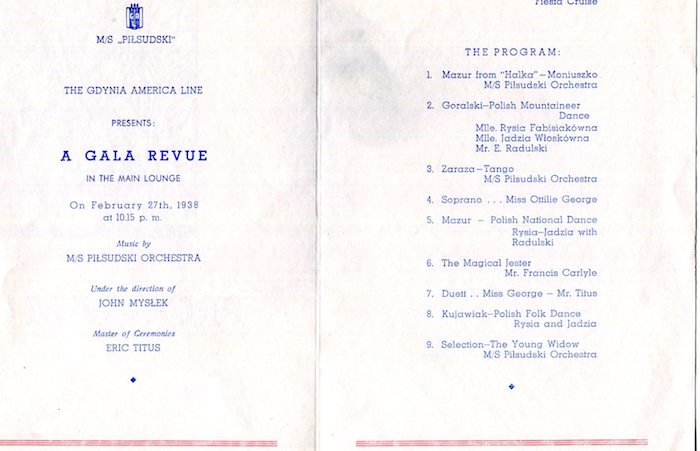 M/S „PIŁSUDSKI"
THE GDYNIA AMERICA LINE
PRESENTS:
A GALA REVUE
IN THE MAIN LOUNGE
On February 27th, 1938
at 10.15 p. m.
Music by
M/S PIŁSUDSKI ORCHESTRA
Under the direction of
JOHN MYSŁEK
Master of Ceremonies
ERIC TITUS
Fiesta Cruise
THE PROGRAM:
1. Mazur from "Halka"—Moniuszko
M/S Piłsudski Orchestra
2. Goralski—Polish Mountaineer
Dance
Mlle. Rysia Fabisiakówna
Mlle. Jadzia Włoskówna
Mr. E. Radulski
3. Zaraza—Tango
M/S Piłsudski Orchestra
4. Soprano . . . Miss Ottilie George
5. Mazur — Polish National Dance
Rysia—Jadzia with
Radulski
6. The Magical Jester
Mr. Francis Carlyle
7. Duett . . Miss George — Mr. Titus
8. Kujawiak—Polish Folk Dance
Rysia and Jadzia
9. Selection—The Young Widow
M/S Piłsudski Orchestra